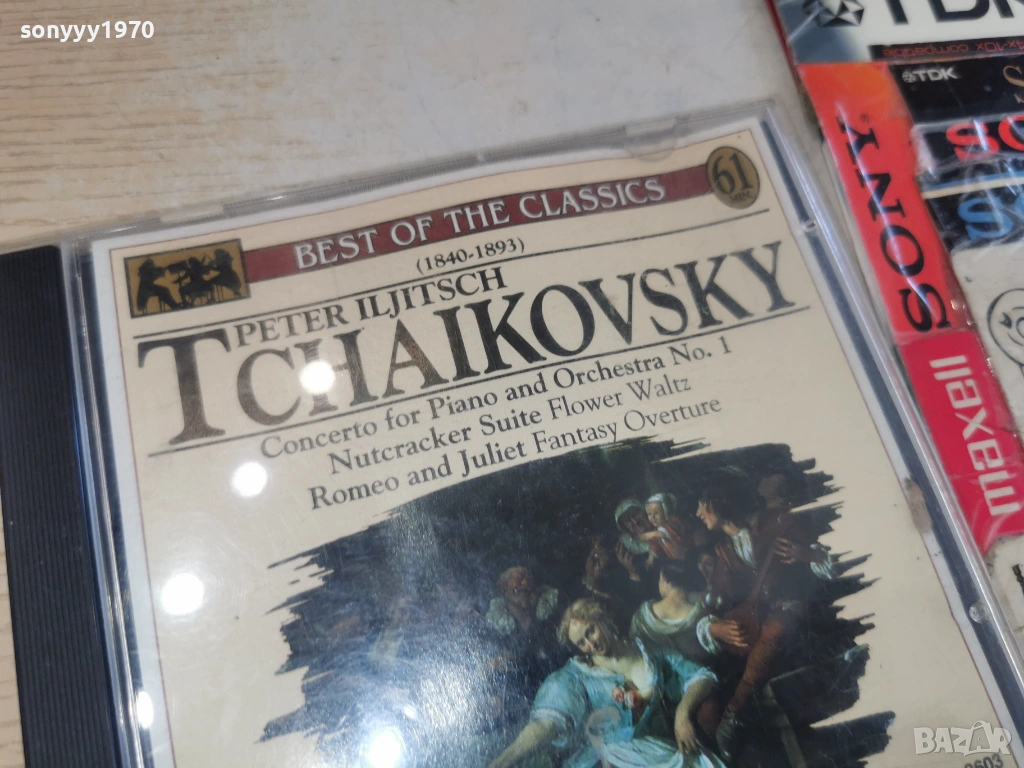 sonyyy1970
BEST OF THE CLASSICS
61
MIN.
(1840-1893)
PETER ILJITSCH
TCHAIKOVSKY
Concerto for Piano and Orchestra No. 1
Nutcracker Suite Flower Waltz
Romeo and Juliet Fantasy Overture
TDK
SONY
maxell
BAZAR